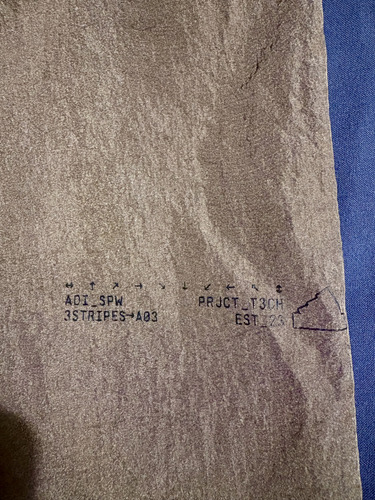 ↔ ↑ ↗ → ↘ ↓ ↙ ← ↖ ↕
ADI_SPW PRJCT_T3CH
3STRIPES→A03 EST_23